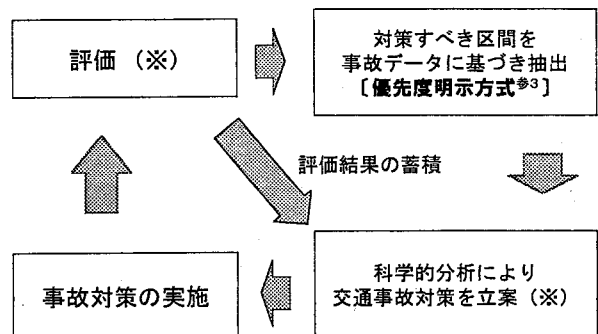 評価（※）
対策すべき区間を
事故データに基づき抽出
〔優先度明示方式参3〕
評価結果の蓄積
事故対策の実施
科学的分析により
交通事故対策を立案（※）